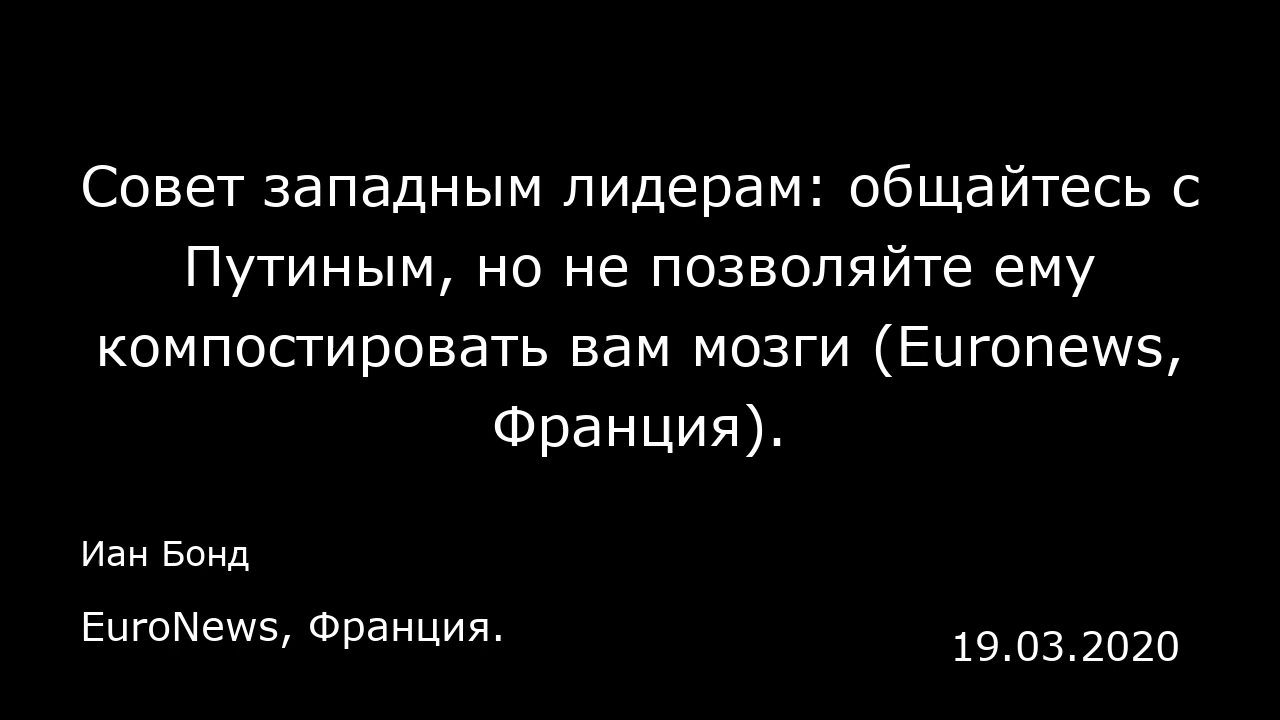 Совет западным лидерам: общайтесь с
Путиным, но не позволяйте ему
компостировать вам мозги (Euronews,
Франция).
Иан Бонд
EuroNews, Франция.
19.03.2020